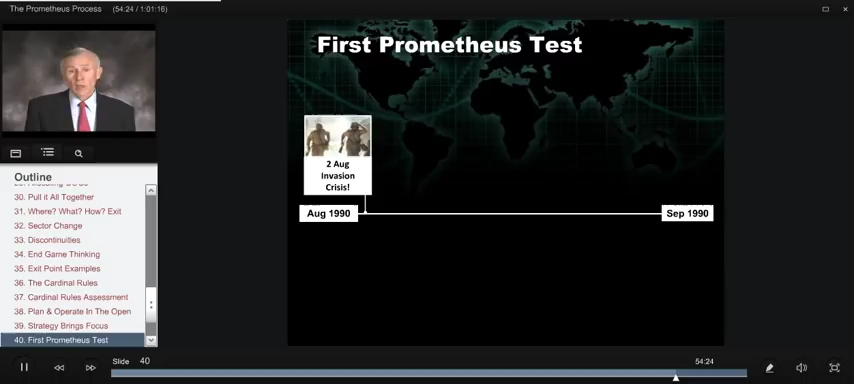 The Prometheus Process (54:24 / 1:01:16)
First Prometheus Test
2 Aug
Invasion
Crisis!
Aug 1990
Sep 1990
Outline
30. Pull it All Together
31. Where? What? How? Exit
32. Sector Change
33. Discontinuities
34. End Game Thinking
35. Exit Point Examples
36. The Cardinal Rules
37. Cardinal Rules Assessment
38. Plan & Operate In The Open
39. Strategy Brings Focus
40. First Prometheus Test
Slide 40
54:24